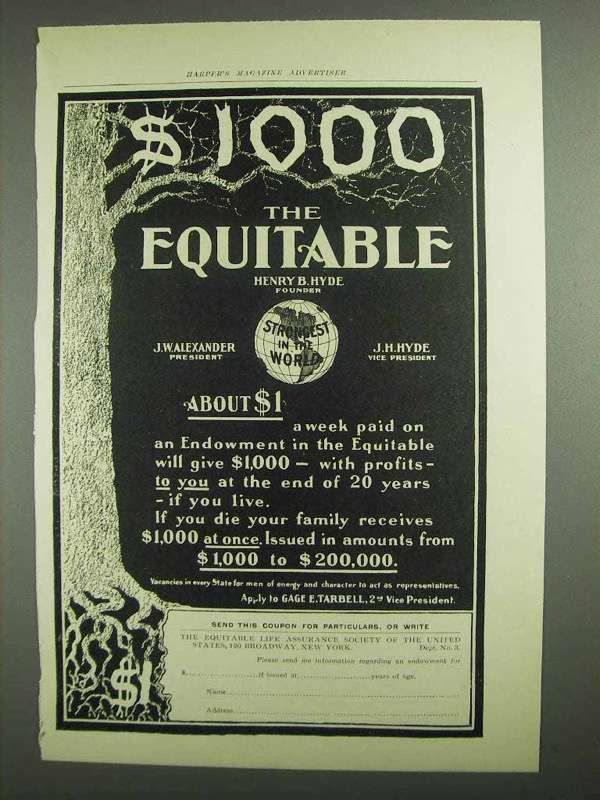 HARPER'S MAGAZINE ADVERTISER.
$1000
THE
EQUITABLE
HENRY B. HYDE
FOUNDER
J.W.ALEXANDER
PRESIDENT
STRONGEST
IN THE
WORLD
J.H.HYDE
VICE PRESIDENT
ABOUT $1
a week paid on
an Endowment in the Equitable
will give $1,000 — with profits —
to you at the end of 20 years
- if you live.
If you die your family receives
$1,000 at once. Issued in amounts from
$1,000 to $200,000.
Vacancies in every State for men of energy and character to act as representatives.
Apply to GAGE E. TARBELL, 2nd Vice President.
$1
SEND THIS COUPON FOR PARTICULARS, OR WRITE
THE EQUITABLE LIFE ASSURANCE SOCIETY OF THE UNITED
STATES, 120 BROADWAY, NEW YORK. Dept. No. 3.
Please send me information regarding an endowment for
$.................... if issued at.................... years of age.
Name....................
Address....................